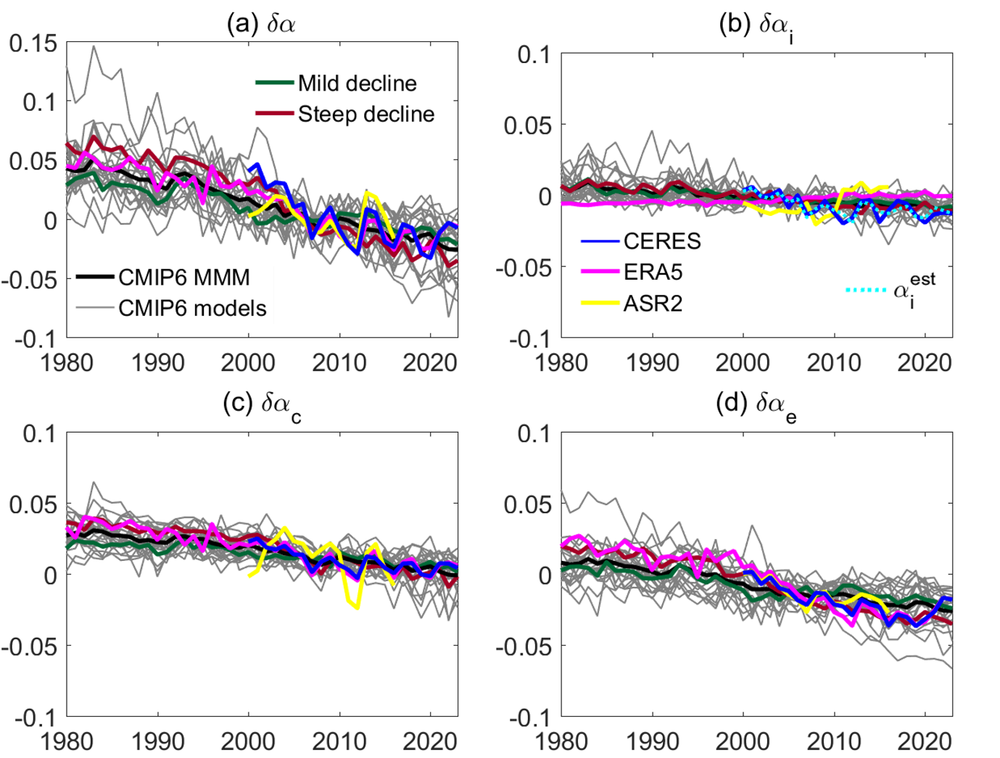 (a) δα
0.15
0.1
0.05
0
-0.05
-0.1
1980 1990 2000 2010 2020
Mild decline
Steep decline
CMIP6 MMM
CMIP6 models
(b) δα_i
0.1
0.05
0
-0.05
-0.1
1980 1990 2000 2010 2020
CERES
ERA5
ASR2
α_i^est
(c) δα_c
0.1
0.05
0
-0.05
-0.1
1980 1990 2000 2010 2020
(d) δα_e
0.1
0.05
0
-0.05
-0.1
1980 1990 2000 2010 2020